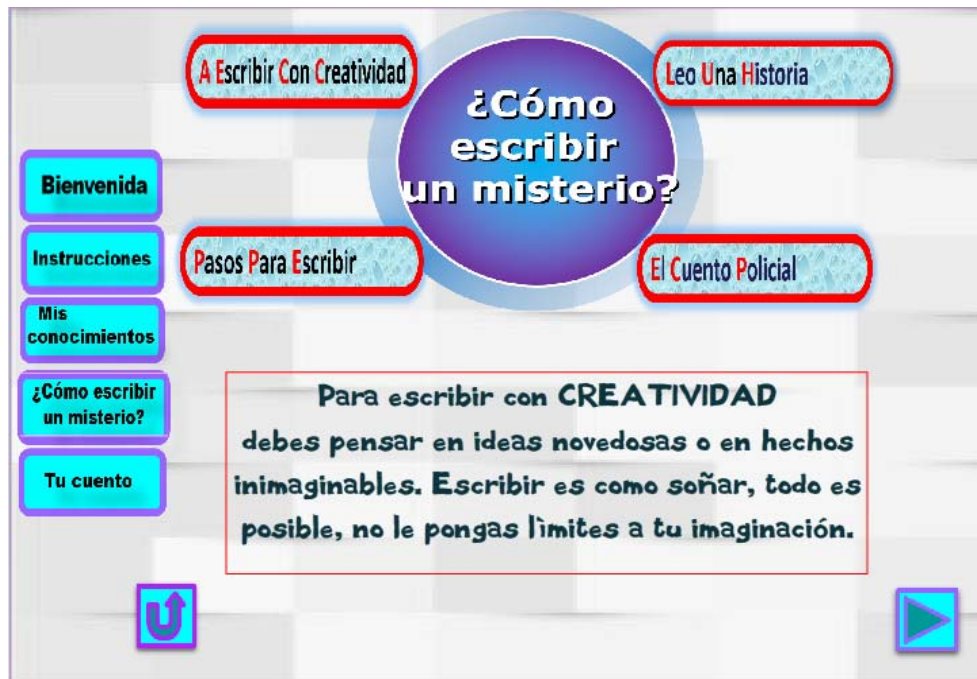 A Escribir Con Creatividad
Leo Una Historia
¿Cómo
escribir
un misterio?
Pasos Para Escribir
El Cuento Policial
Bienvenida
Instrucciones
Mis
conocimientos
¿Cómo escribir
un misterio?
Tu cuento
Para escribir con CREATIVIDAD
debes pensar en ideas novedosas o en hechos
inimaginables. Escribir es como soñar, todo es
posible, no le pongas lìmites a tu imaginación.